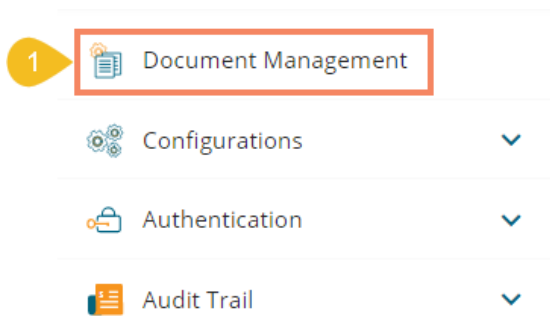 1 Document Management
Configurations
Authentication
Audit Trail